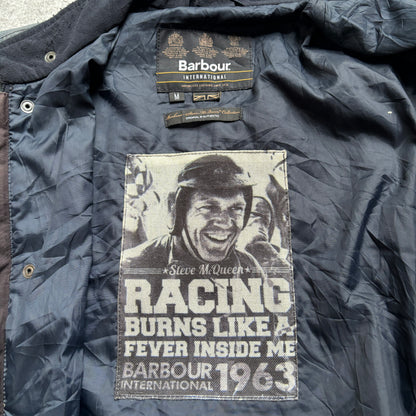 Barbour
INTERNATIONAL
M
★Steve McQueen★
RACING
BURNS LIKE A
FEVER INSIDE ME
BARBOUR
INTERNATIONAL 1963